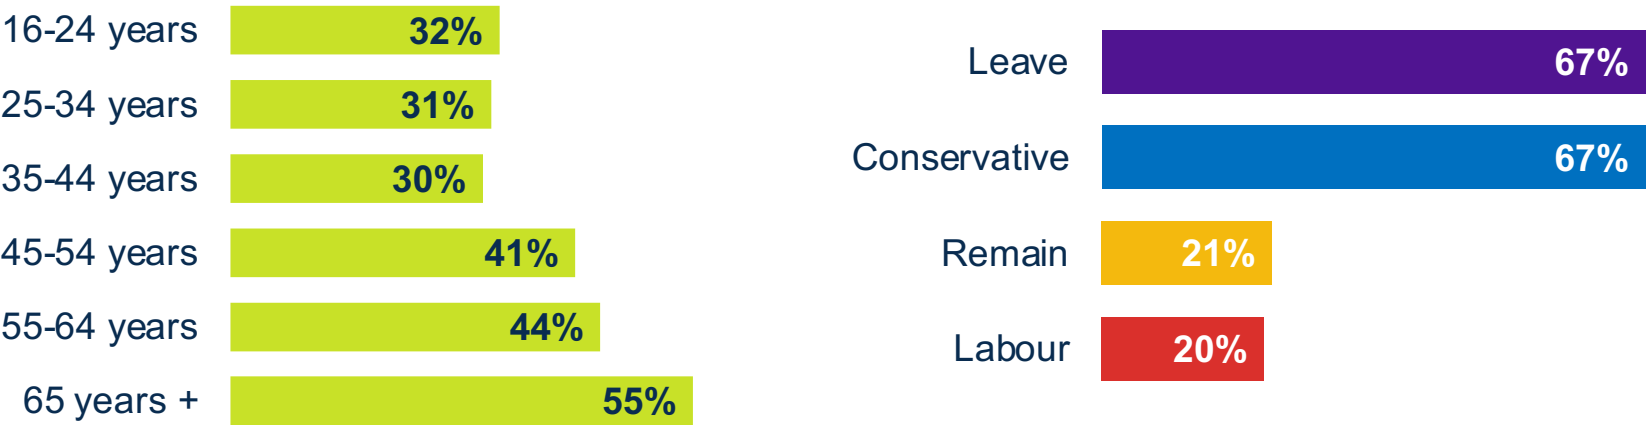 16-24 years 32%
25-34 years 31%
35-44 years 30%
45-54 years 41%
55-64 years 44%
65 years + 55%
Leave 67%
Conservative 67%
Remain 21%
Labour 20%